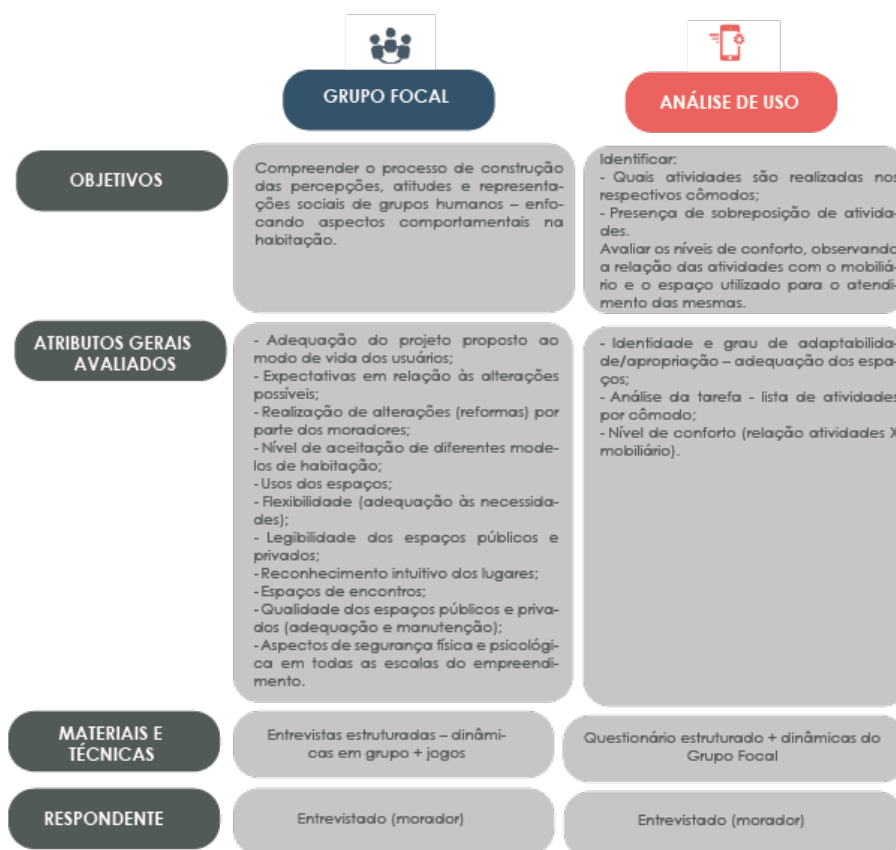 GRUPO FOCAL
ANÁLISE DE USO
OBJETIVOS
Compreender o processo de construção
das percepções, atitudes e representa-
ções sociais de grupos humanos – enfo-
cando aspectos comportamentais na
habitação.
Identificar:
- Quais atividades são realizadas nos
respectivos cômodos;
- Presença de sobreposição de ativida-
des.
Avaliar os níveis de conforto, observando
a relação das atividades com o mobiliá-
rio e o espaço utilizado para o atendi-
mento das mesmas.
ATRIBUTOS GERAIS
AVALIADOS
- Adequação do projeto proposto ao
modo de vida dos usuários;
- Expectativas em relação às alterações
possíveis;
- Realização de alterações (reformas) por
parte dos moradores;
- Nível de aceitação de diferentes mode-
los de habitação;
- Usos dos espaços;
- Flexibilidade (adequação às necessida-
des);
- Legibilidade dos espaços públicos e
privados;
- Reconhecimento intuitivo dos lugares;
- Espaços de encontros;
- Qualidade dos espaços públicos e priva-
dos (adequação e manutenção);
- Aspectos de segurança física e psicológi-
ca em todas as escalas do empreendi-
mento.
- Identidade e grau de adaptabilida-
de/apropriação – adequação dos espa-
ços;
- Análise da tarefa - lista de atividades
por cômodo;
- Nível de conforto (relação atividades X
mobiliário).
MATERIAIS E
TÉCNICAS
Entrevistas estruturadas – dinâmi-
cas em grupo + jogos
Questionário estruturado + dinâmicas do
Grupo Focal
RESPONDENTE
Entrevistado (morador)
Entrevistado (morador)